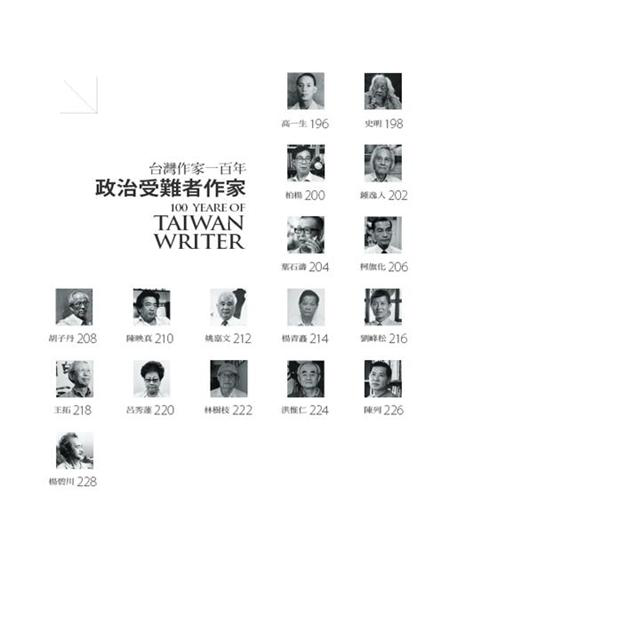 高一生 196
史明 198
台灣作家一百年
政治受難者作家
100 YEARE OF
TAIWAN
WRITER
柏楊 200
鍾逸人 202
葉石濤 204
柯旗化 206
胡子丹 208
陳映真 210
姚嘉文 212
楊青矗 214
劉峰松 216
王拓 218
呂秀蓮 220
林樹枝 222
洪惟仁 224
陳列 226
楊碧川 228